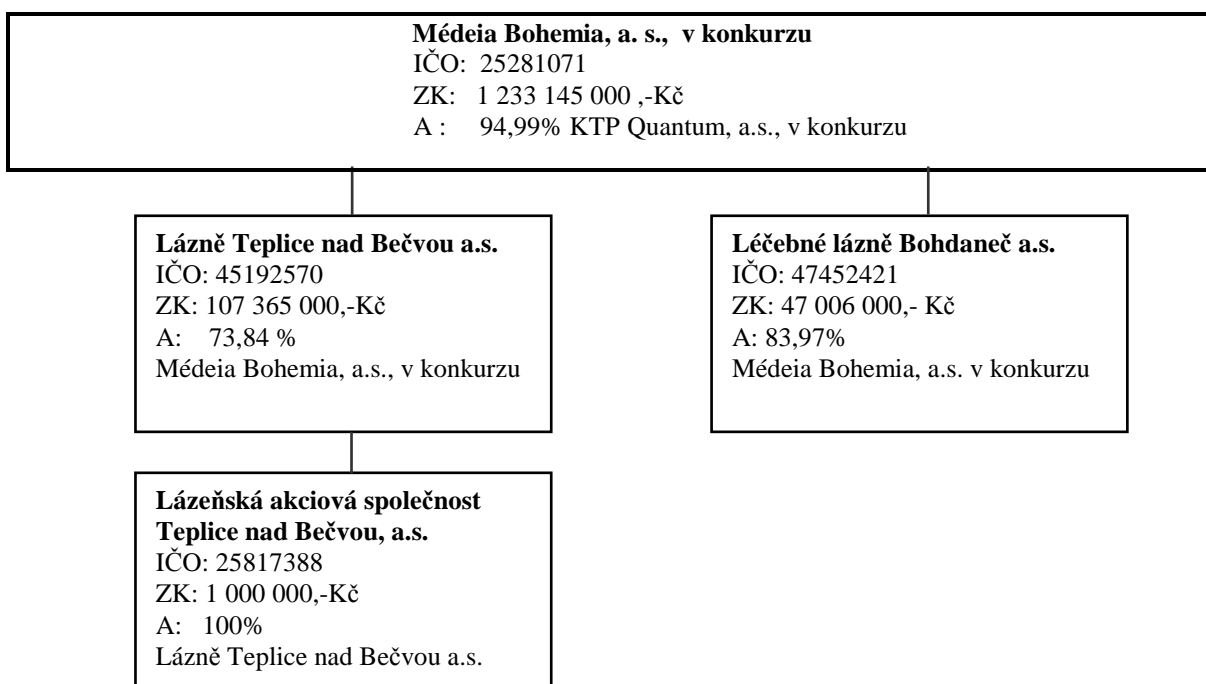 Médeia Bohemia, a. s., v konkurzu
IČO: 25281071
ZK: 1 233 145 000 ,-Kč
A : 94,99% KTP Quantum, a.s., v konkurzu
Lázně Teplice nad Bečvou a.s.
IČO: 45192570
ZK: 107 365 000,-Kč
A: 73,84 %
Médeia Bohemia, a.s., v konkurzu
Léčebné lázně Bohdaneč a.s.
IČO: 47452421
ZK: 47 006 000,- Kč
A: 83,97%
Médeia Bohemia, a.s. v konkurzu
Lázeňská akciová společnost
Teplice nad Bečvou, a.s.
IČO: 25817388
ZK: 1 000 000,-Kč
A: 100%
Lázně Teplice nad Bečvou a.s.